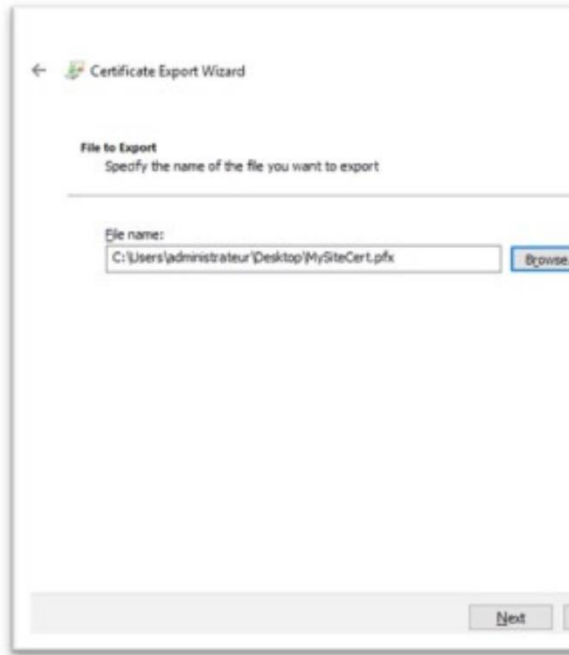 Certificate Export Wizard
File to Export
Specify the name of the file you want to export
File name:
C:\Users\administrateur\Desktop\MySiteCert.pfx
Browse
Next